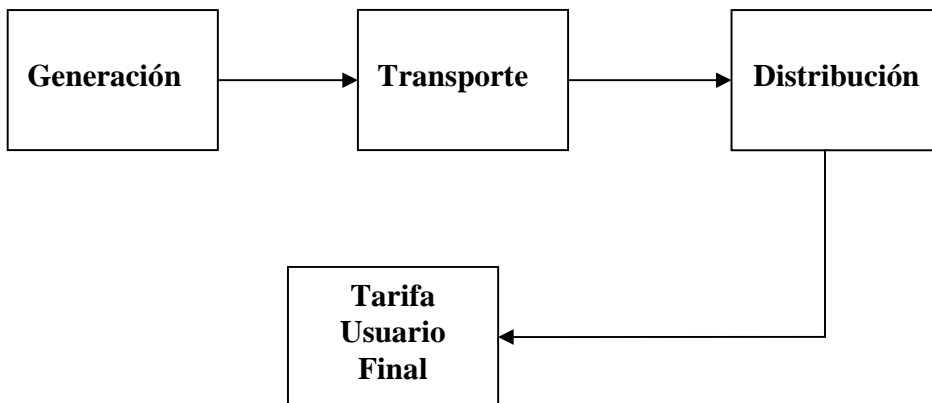 Generación
Transporte
Distribución
Tarifa
Usuario
Final